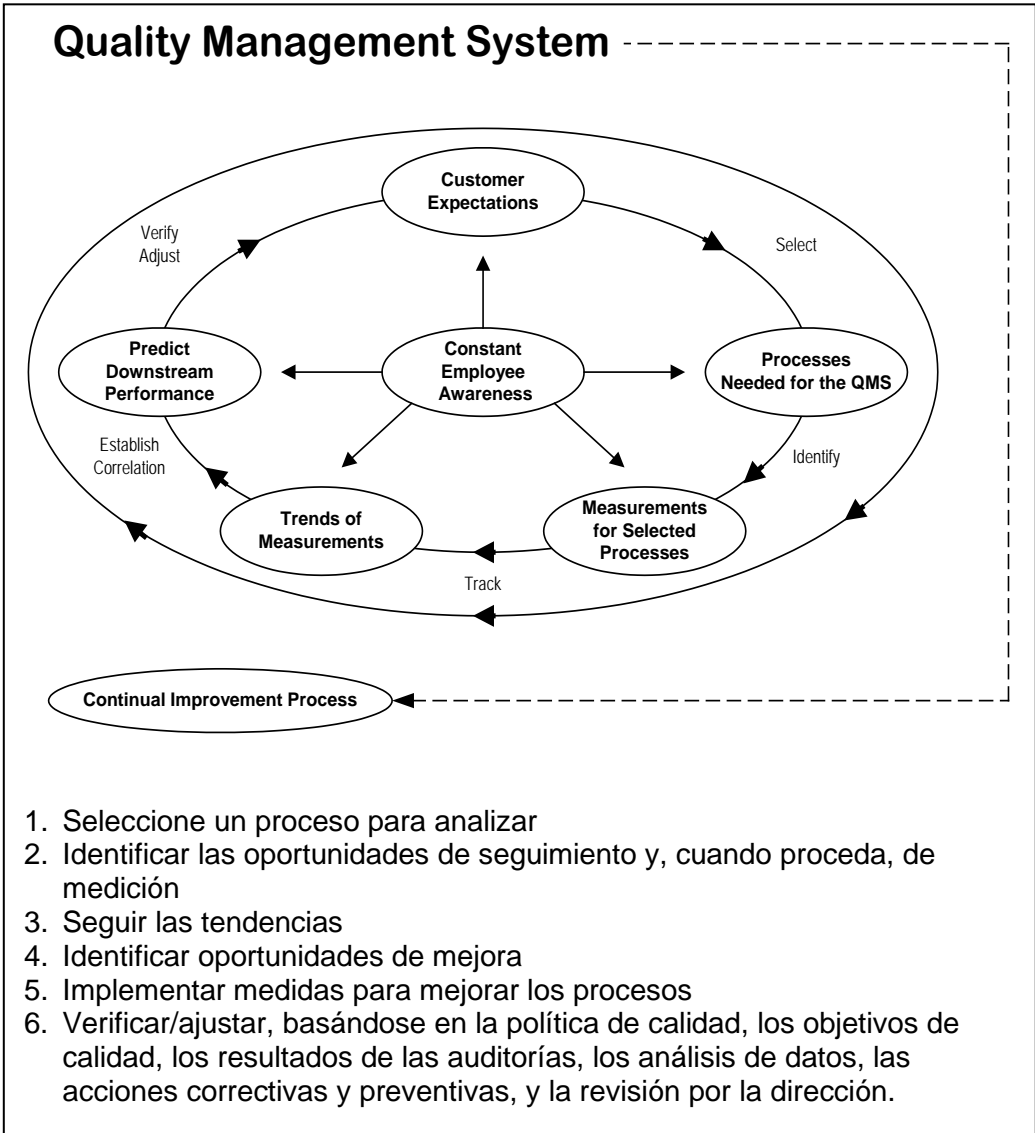 Quality Management System
Customer
Expectations
Verify
Adjust
Select
Predict
Downstream
Performance
Constant
Employee
Awareness
Processes
Needed for the QMS
Establish
Correlation
Identify
Trends of
Measurements
Measurements
for Selected
Processes
Track
Continual Improvement Process
1. Seleccione un proceso para analizar
2. Identificar las oportunidades de seguimiento y, cuando proceda, de
medición
3. Seguir las tendencias
4. Identificar oportunidades de mejora
5. Implementar medidas para mejorar los procesos
6. Verificar/ajustar, basándose en la política de calidad, los objetivos de
calidad, los resultados de las auditorías, los análisis de datos, las
acciones correctivas y preventivas, y la revisión por la dirección.